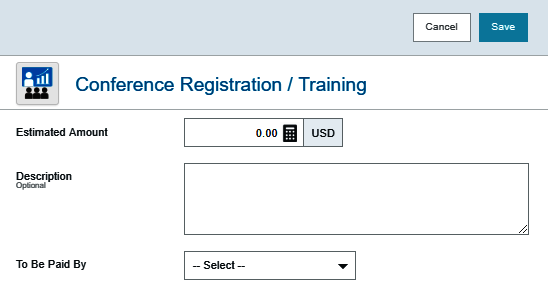 Cancel
Save
Conference Registration / Training
Estimated Amount
0.00
USD
Description
Optional
To Be Paid By
-- Select --